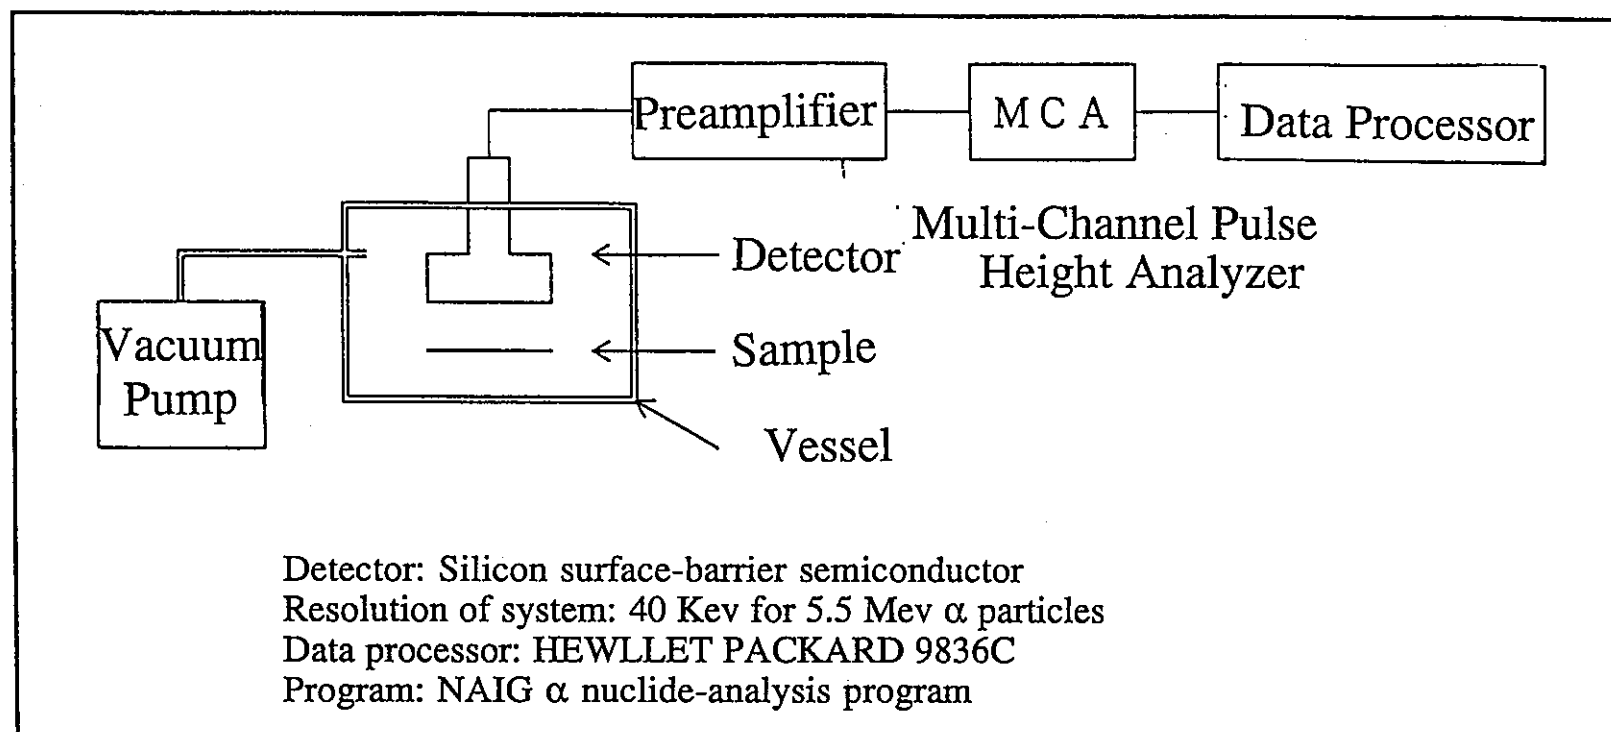 Preamplifier
M C A
Data Processor
Multi-Channel Pulse
Height Analyzer
Detector
Sample
Vessel
Vacuum
Pump
Detector: Silicon surface-barrier semiconductor
Resolution of system: 40 Kev for 5.5 Mev α particles
Data processor: HEWLLET PACKARD 9836C
Program: NAIG α nuclide-analysis program